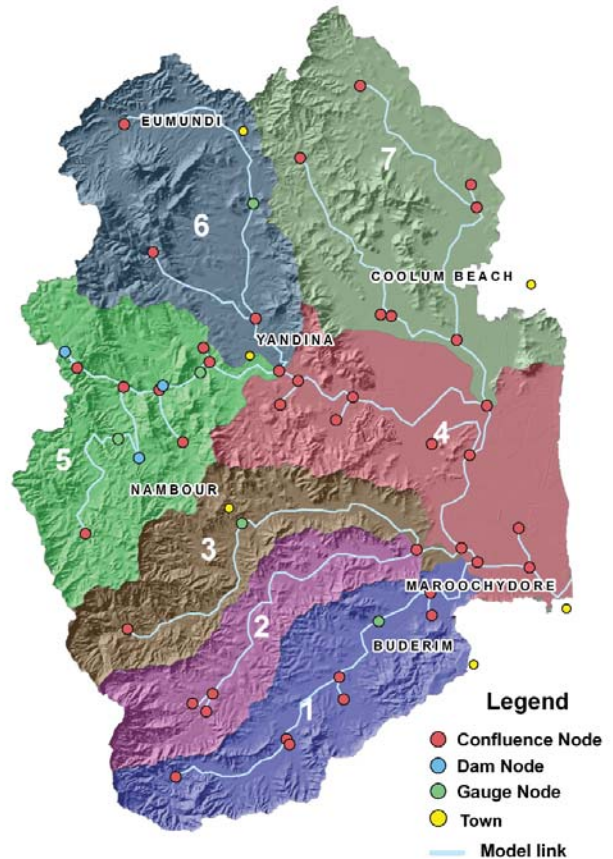 EUMUNDI
7
6
COOLUM BEACH
YANDINA
4
5
NAMBOUR
3
MAROOCHYDORE
2
BUDERIM
1
Legend
Confluence Node
Dam Node
Gauge Node
Town
Model link